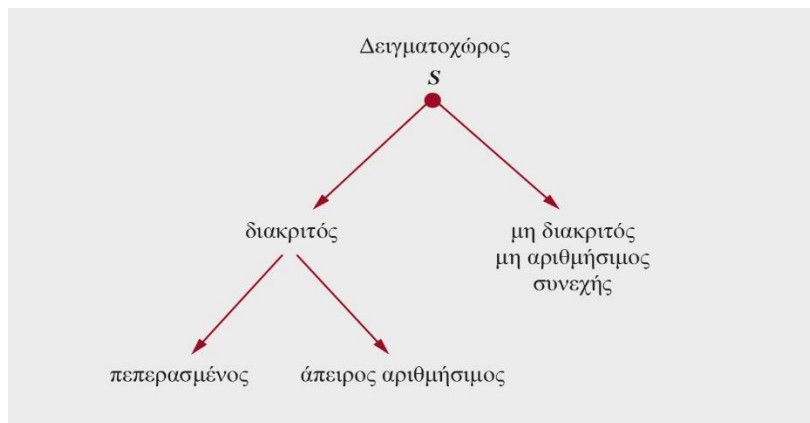 Δειγματοχώρος
S
διακριτός
μη διακριτός
μη αριθμήσιμος
συνεχής
πεπερασμένος
άπειρος αριθμήσιμος